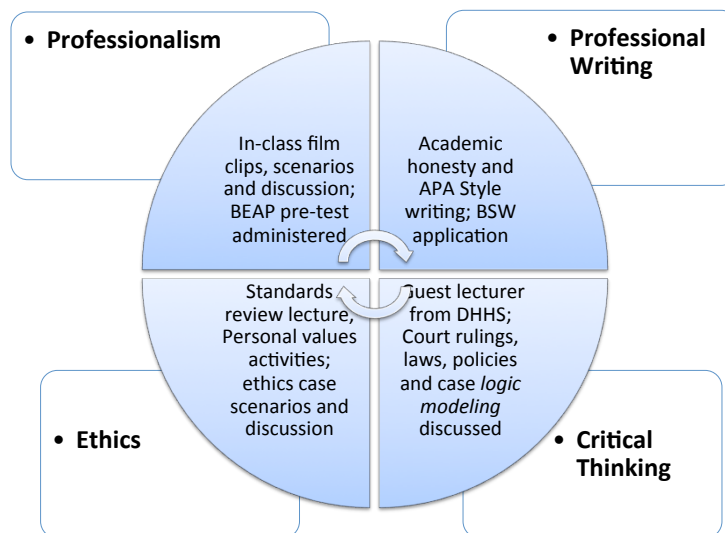 • Professionalism
• Professional
Writing
In-class film
clips, scenarios
and discussion;
BEAP pre-test
administered
Academic
honesty and
APA Style
writing; BSW
application
Standards
review lecture,
Personal values
activities;
ethics case
scenarios and
discussion
Guest lecturer
from DHHS;
Court rulings,
laws, policies
and case logic
modeling
discussed
• Ethics
• Critical
Thinking